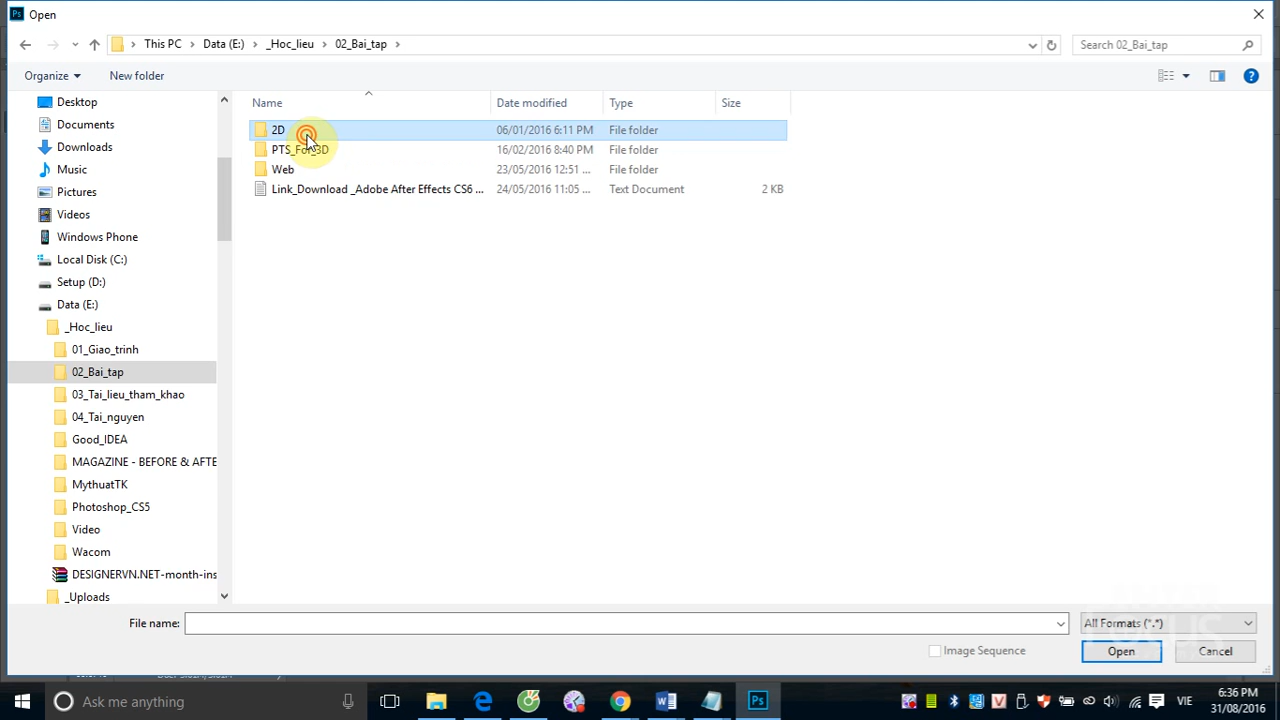 Open
This PC > Data (E:) > _Hoc_lieu > 02_Bai_tap >
Search 02_Bai_tap
Organize
New folder
Desktop
Documents
Downloads
Music
Pictures
Videos
Windows Phone
Local Disk (C:)
Setup (D:)
Data (E:)
_Hoc_lieu
01_Giao_trinh
02_Bai_tap
03_Tai_lieu_tham_khao
04_Tai_nguyen
Good_IDEA
MAGAZINE - BEFORE & AFTE
MythuatTK
Photoshop_CS5
Video
Wacom
DESIGNERVN.NET-month-ins
_Uploads
Name Date modified Type Size
2D 06/01/2016 6:11 PM File folder
PTS_For_3D 16/02/2016 8:40 PM File folder
Web 23/05/2016 12:51 ... File folder
Link_Download _Adobe After Effects CS6 ... 24/05/2016 11:05 ... Text Document 2 KB
File name:
All Formats (*.*)
Image Sequence
Open
Cancel
Ask me anything
Ps
VIE
6:36 PM
31/08/2016